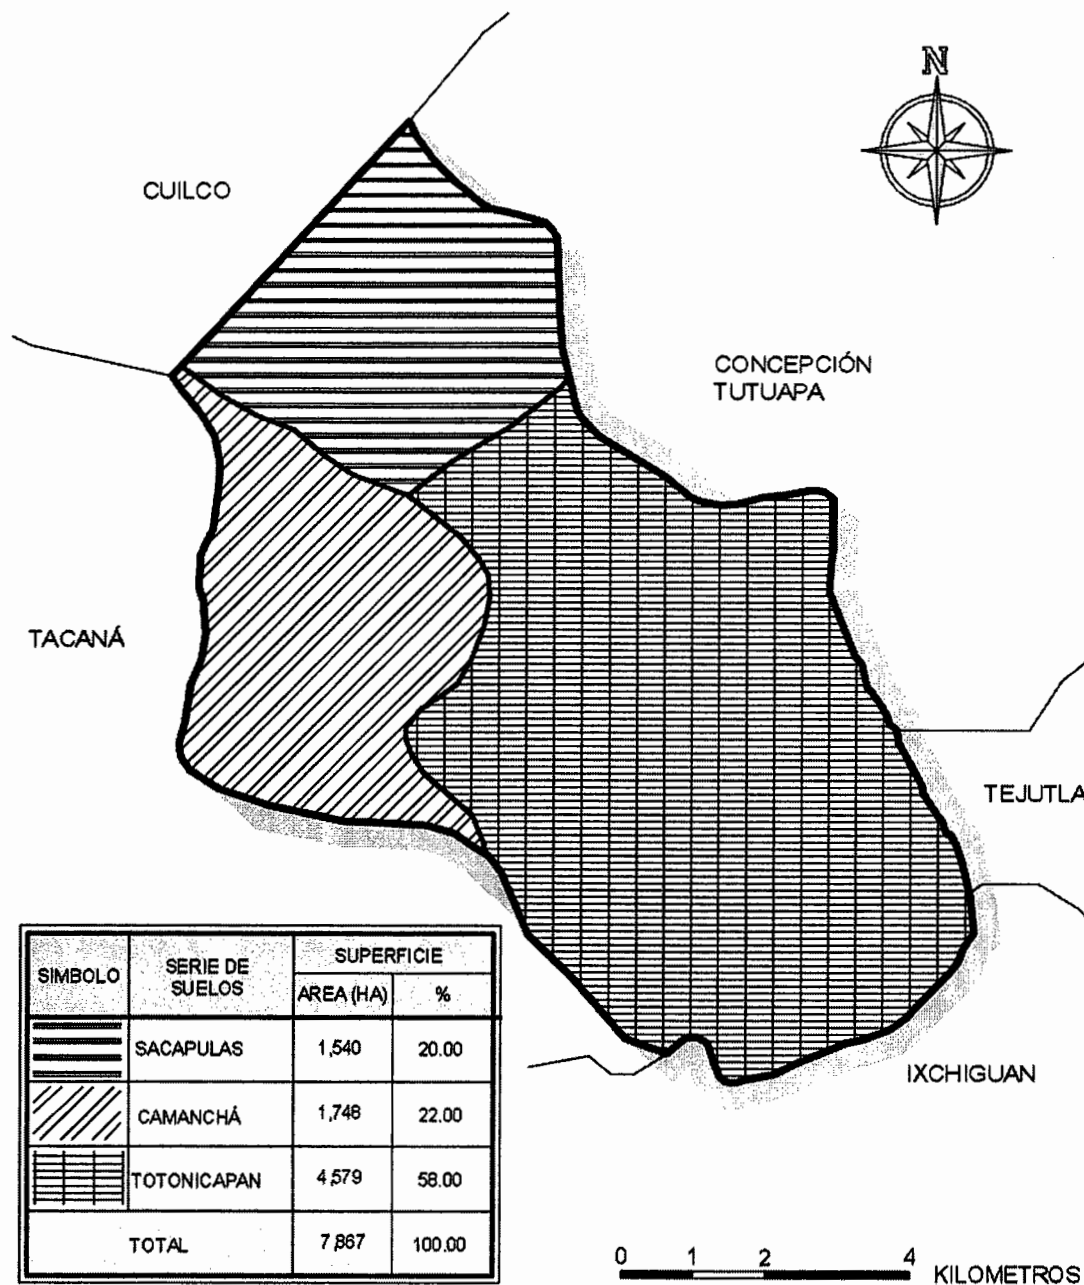 N
CUILCO
CONCEPCIÓN
TUTUAPA
TACANÁ
TEJUTLA
IXCHIGUAN
SIMBOLO SERIE DE SUELOS SUPERFICIE
AREA (HA) %
SACAPULAS 1,540 20.00
CAMANCHÁ 1,748 22.00
TOTONICAPAN 4,579 58.00
TOTAL 7,867 100.00
0 1 2 4 KILOMETROS